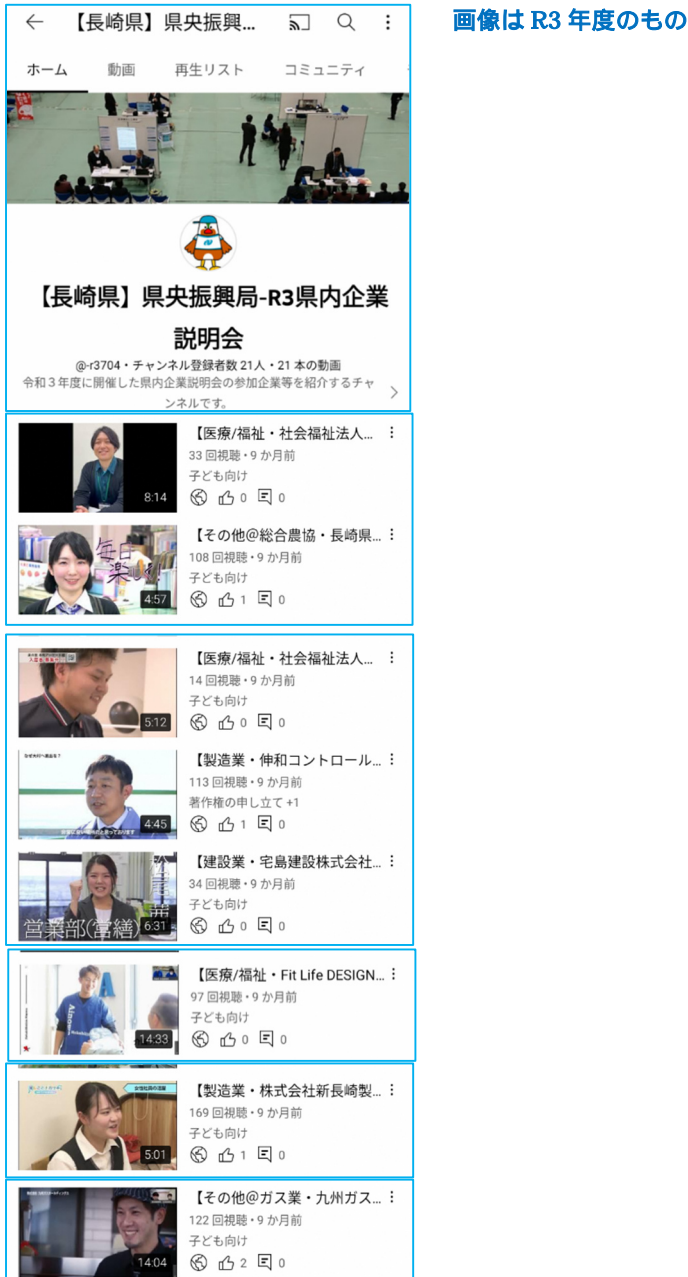 画像は R3 年度のもの
【長崎県】県央振興...
ホーム 動画 再生リスト コミュニティ
【長崎県】県央振興局-R3県内企業
説明会
@-r3704・チャンネル登録者数 21人・21 本の動画
令和３年度に開催した県内企業説明会の参加企業等を紹介するチャ
ンネルです。
【医療/福祉・社会福祉法人...
33 回視聴・9 か月前
子ども向け
8:14
0 0
【その他＠総合農協・長崎県...
毎日
楽しい!
108 回視聴・9 か月前
子ども向け
4:57
1 0
【医療/福祉・社会福祉法人...
14 回視聴・9 か月前
子ども向け
5:12
0 0
【製造業・伸和コントロール...
113 回視聴・9 か月前
著作権の申し立て +1
4:45
1 0
【建設業・宅島建設株式会社...
34 回視聴・9 か月前
子ども向け
営業部(営繕)
6:31
0 0
【医療/福祉・Fit Life DESIGN...
97 回視聴・9 か月前
子ども向け
14:33
0 0
【製造業・株式会社新長崎製...
女性社員の活躍
169 回視聴・9 か月前
子ども向け
5:01
1 0
【その他＠ガス業・九州ガス...
122 回視聴・9 か月前
子ども向け
14:04
2 0